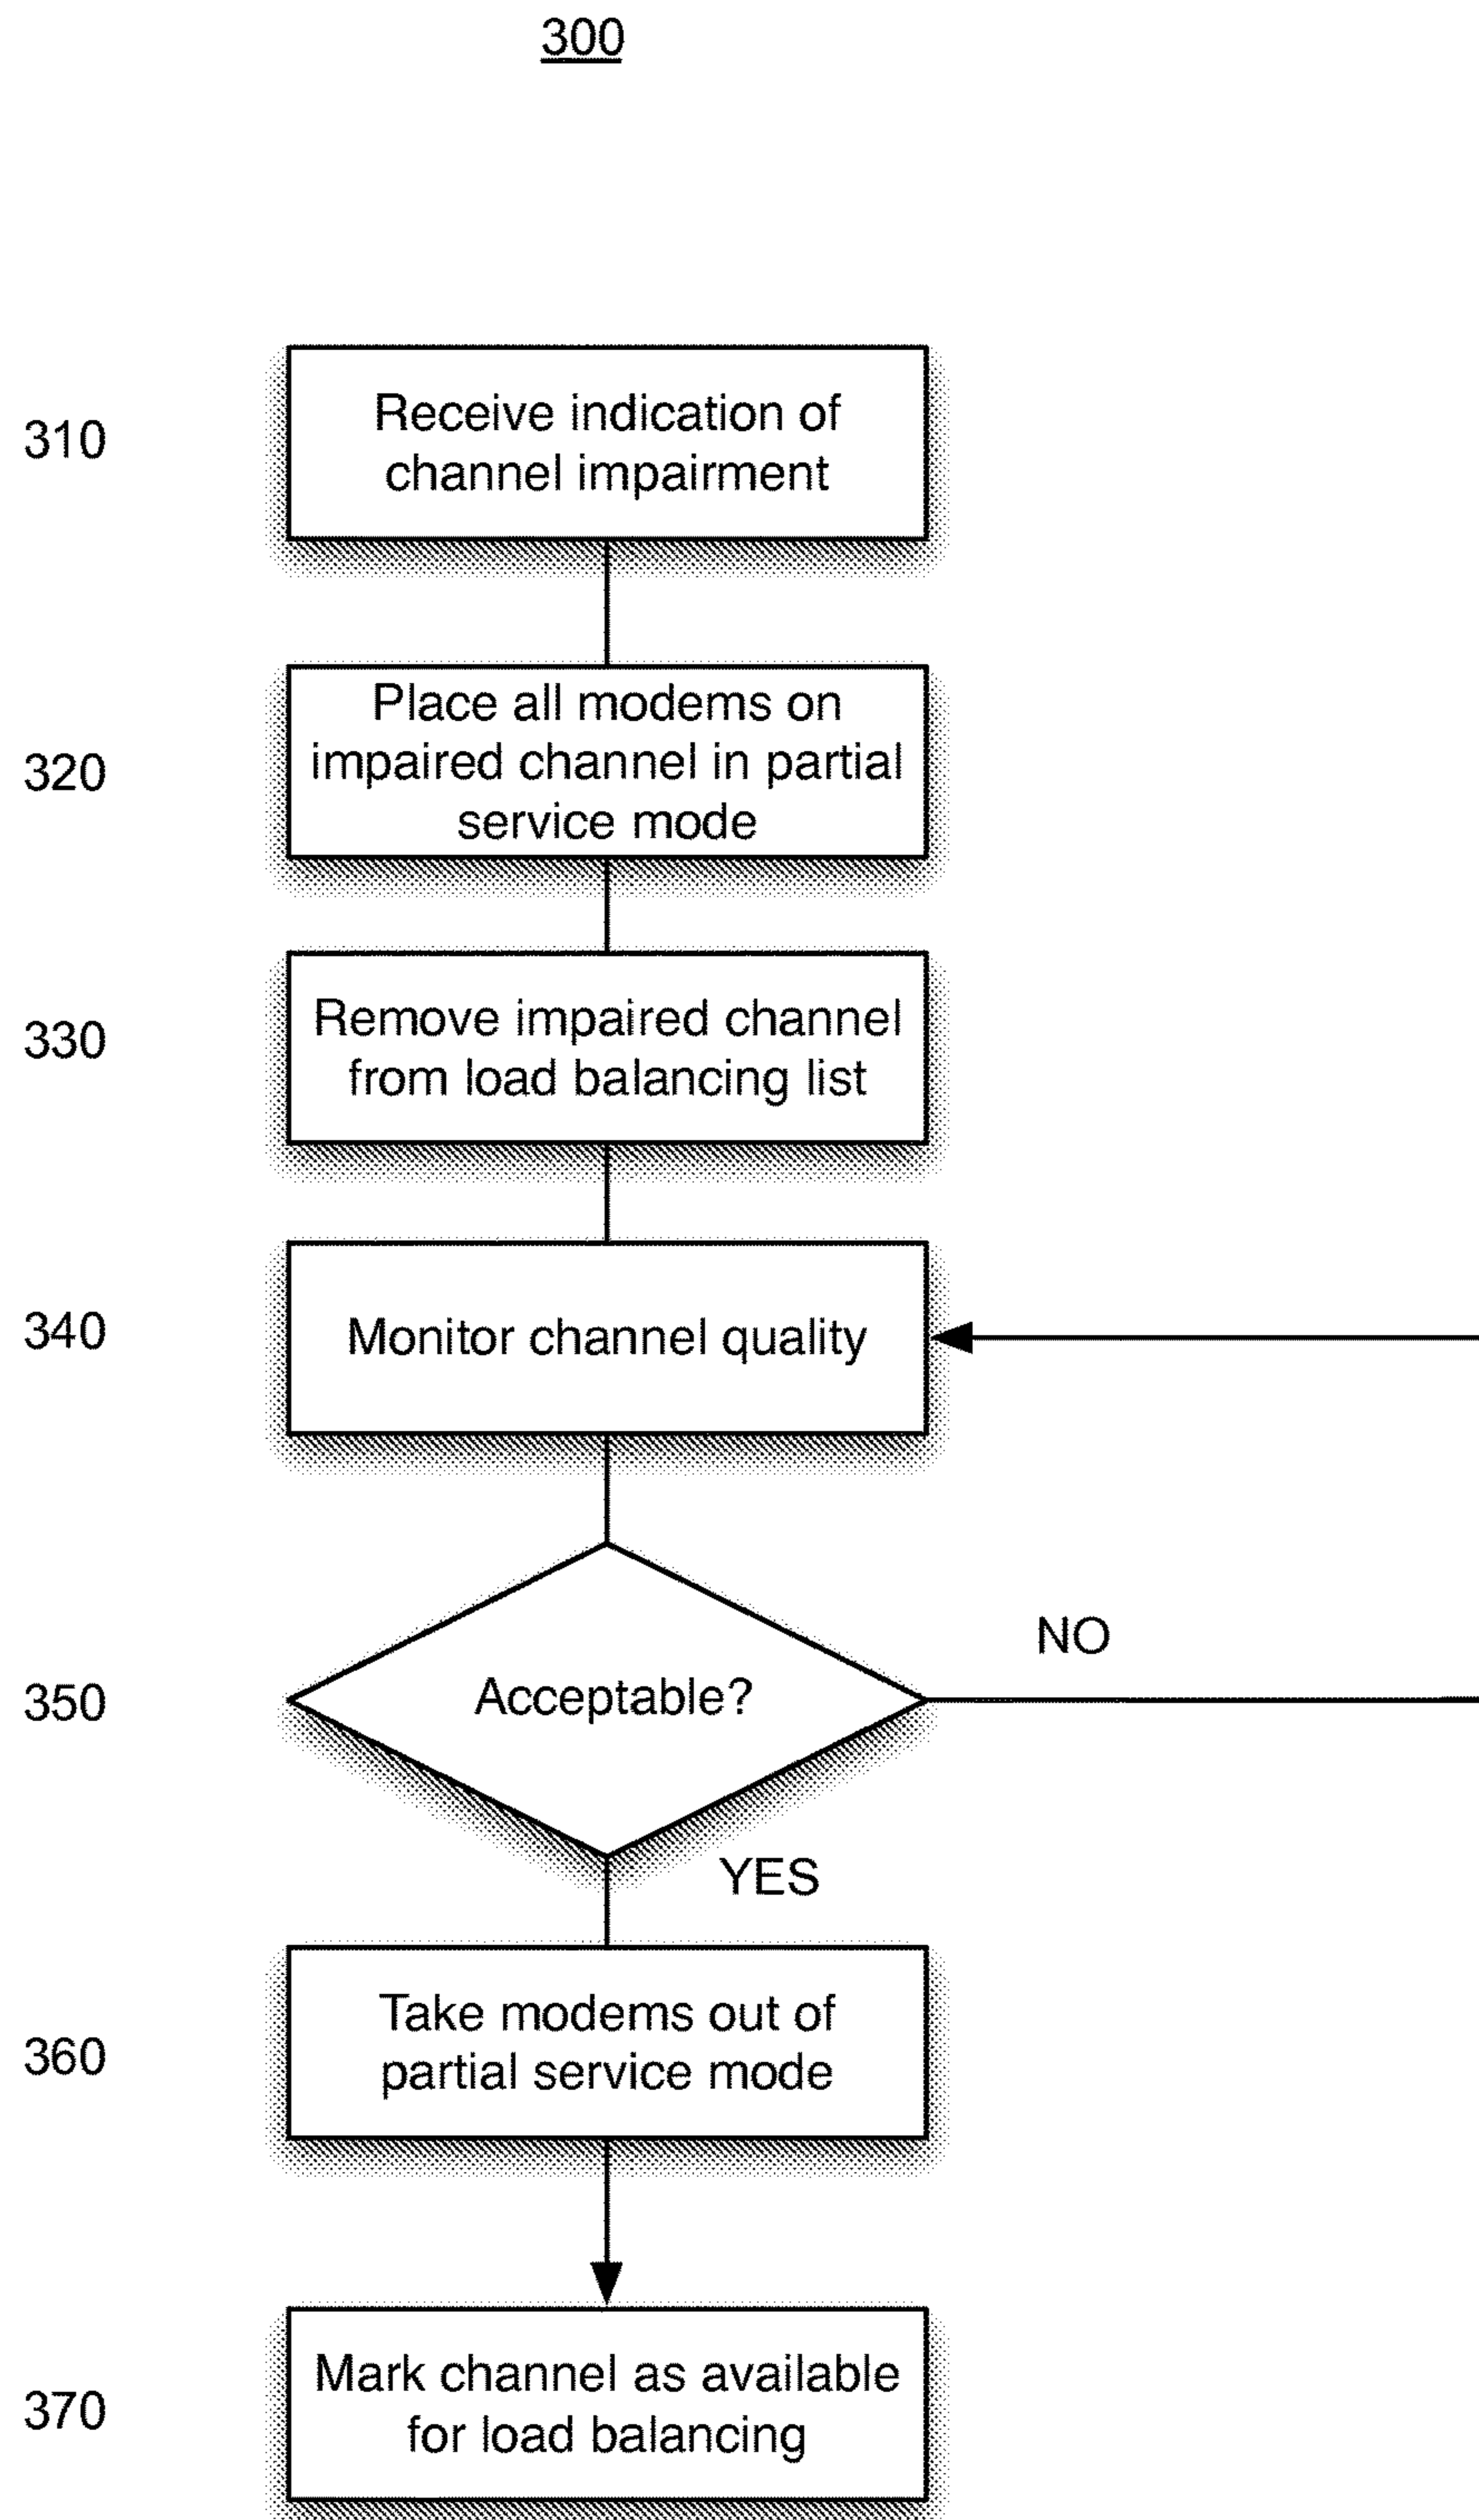 300
310
Receive indication of
channel impairment
320
Place all modems on
impaired channel in partial
service mode
330
Remove impaired channel
from load balancing list
340
Monitor channel quality
350
Acceptable?
NO
YES
360
Take modems out of
partial service mode
370
Mark channel as available
for load balancing